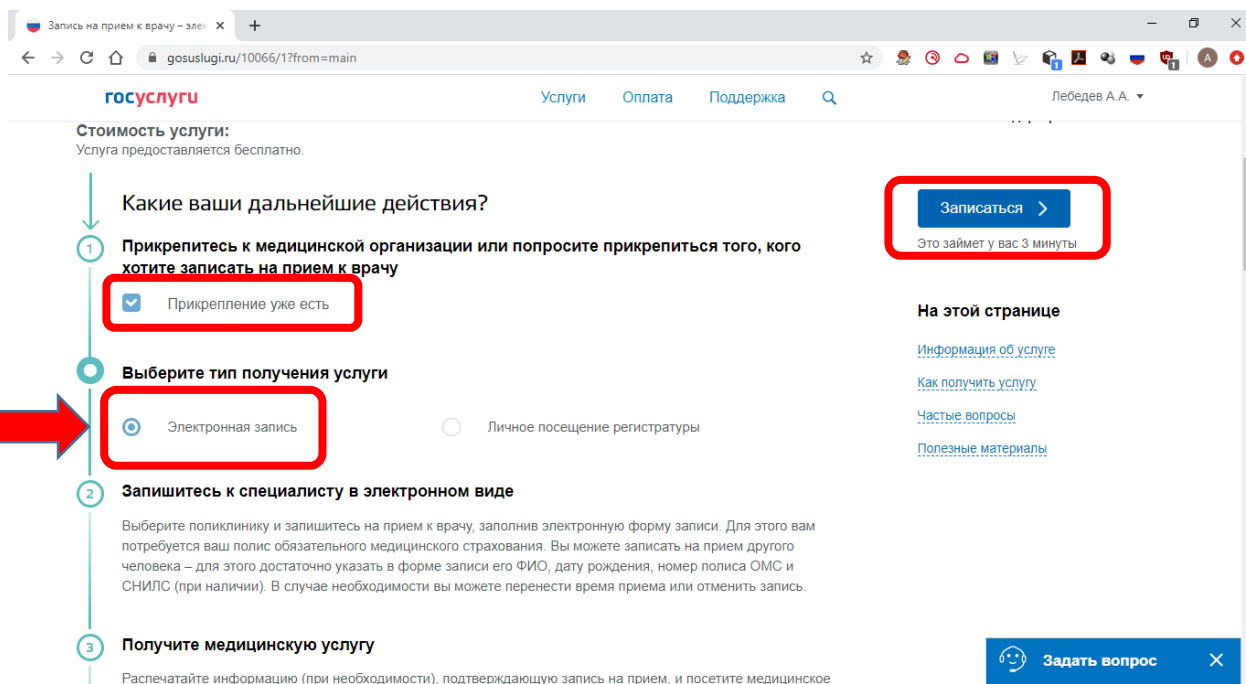 Запись на прием к врачу – элек
gosuslugi.ru/10066/1?from=main
1
1
A
госуслуги
Услуги
Оплата
Поддержка
Лебедев А.А.
Стоимость услуги:
Услуга предоставляется бесплатно.
Какие ваши дальнейшие действия?
1
Прикрепитесь к медицинской организации или попросите прикрепиться того, кого
хотите записать на прием к врачу
Прикрепление уже есть
Выберите тип получения услуги
Электронная запись
Личное посещение регистратуры
2
Запишитесь к специалисту в электронном виде
Выберите поликлинику и запишитесь на прием к врачу, заполнив электронную форму записи. Для этого вам
потребуется ваш полис обязательного медицинского страхования. Вы можете записать на прием другого
человека – для этого достаточно указать в форме записи его ФИО, дату рождения, номер полиса ОМС и
СНИЛС (при наличии). В случае необходимости вы можете перенести время приема или отменить запись.
3
Получите медицинскую услугу
Распечатайте информацию (при необходимости), подтверждающую запись на прием, и посетите медицинское
Записаться
Это займет у вас 3 минуты
На этой странице
Информация об услуге
Как получить услугу
Частые вопросы
Полезные материалы
Задать вопрос